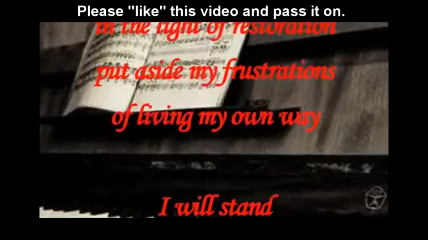 Please "like" this video and pass it on.
in the light of restoration
put aside my frustrations
of living my own way
I will stand